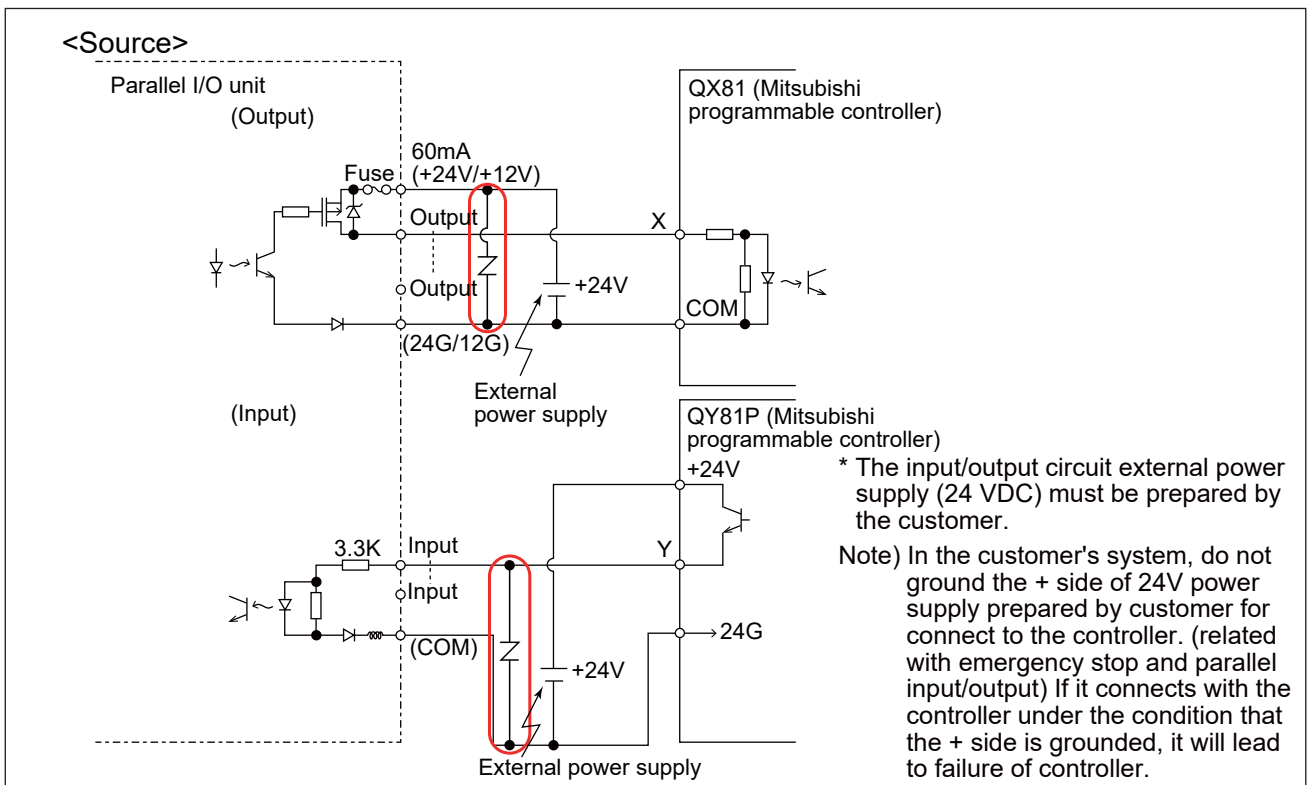 <Source>
Parallel I/O unit
(Output)
60mA
Fuse
(+24V/+12V)
Output
Output
(24G/12G)
+24V
External
power supply
QX81 (Mitsubishi
programmable controller)
X
COM
(Input)
3.3K
Input
Input
(COM)
+24V
External power supply
QY81P (Mitsubishi
programmable controller)
+24V
Y
24G
* The input/output circuit external power
supply (24 VDC) must be prepared by
the customer.
Note) In the customer's system, do not
ground the + side of 24V power
supply prepared by customer for
connect to the controller. (related
with emergency stop and parallel
input/output) If it connects with the
controller under the condition that
the + side is grounded, it will lead
to failure of controller.